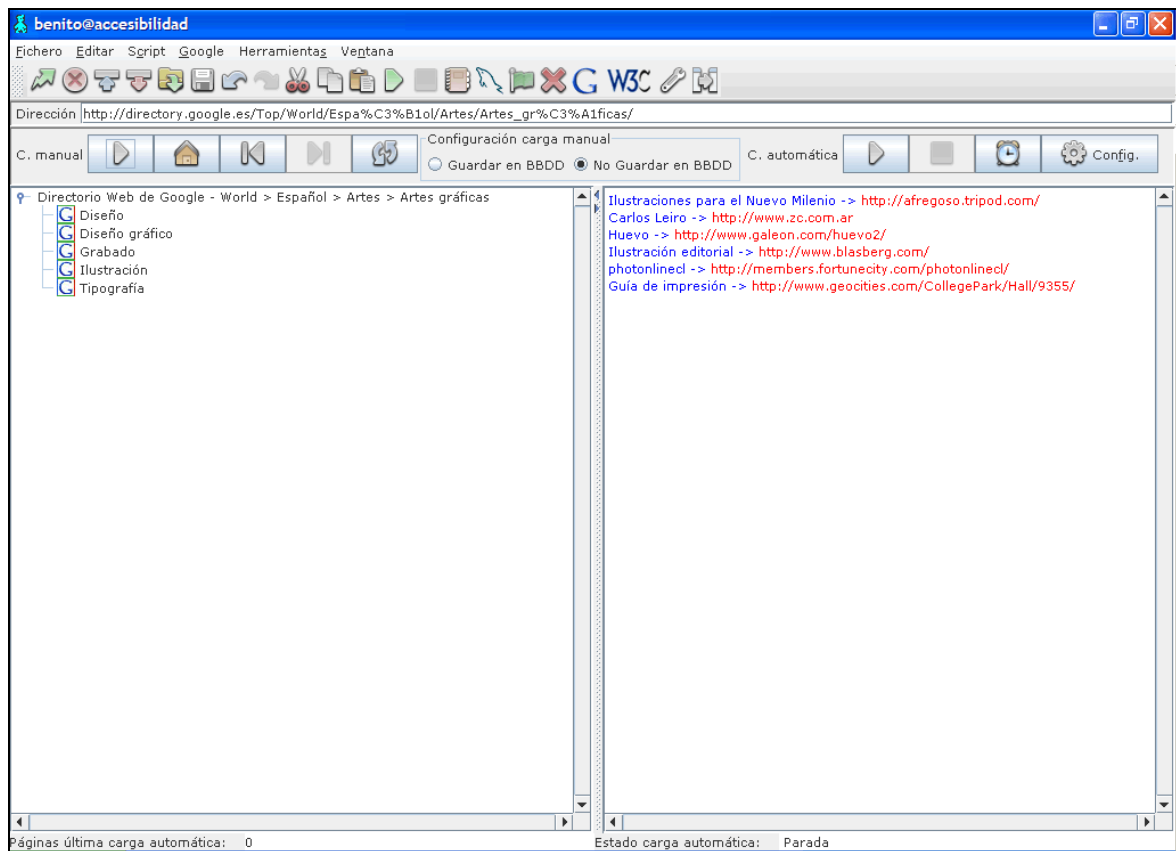 benito@accesibilidad
Fichero Editar Script Google Herramientas Ventana
G W3C
Dirección http://directory.google.es/Top/World/Espa%C3%B1ol/Artes/Artes_gr%C3%A1ficas/
Configuración carga manual
C. manual Guardar en BBDD No Guardar en BBDD C. automática Config.
Directorio Web de Google - World > Español > Artes > Artes gráficas
G Diseño
G Diseño gráfico
G Grabado
G Ilustración
G Tipografía
Ilustraciones para el Nuevo Milenio -> http://afregoso.tripod.com/
Carlos Leiro -> http://www.zc.com.ar
Huevo -> http://www.galeon.com/huevo2/
Ilustración editorial -> http://www.blasberg.com/
photonlinecl -> http://members.fortunecity.com/photonlinecl/
Guía de impresión -> http://www.geocities.com/CollegePark/Hall/9355/
Páginas última carga automática: 0 Estado carga automática: Parada